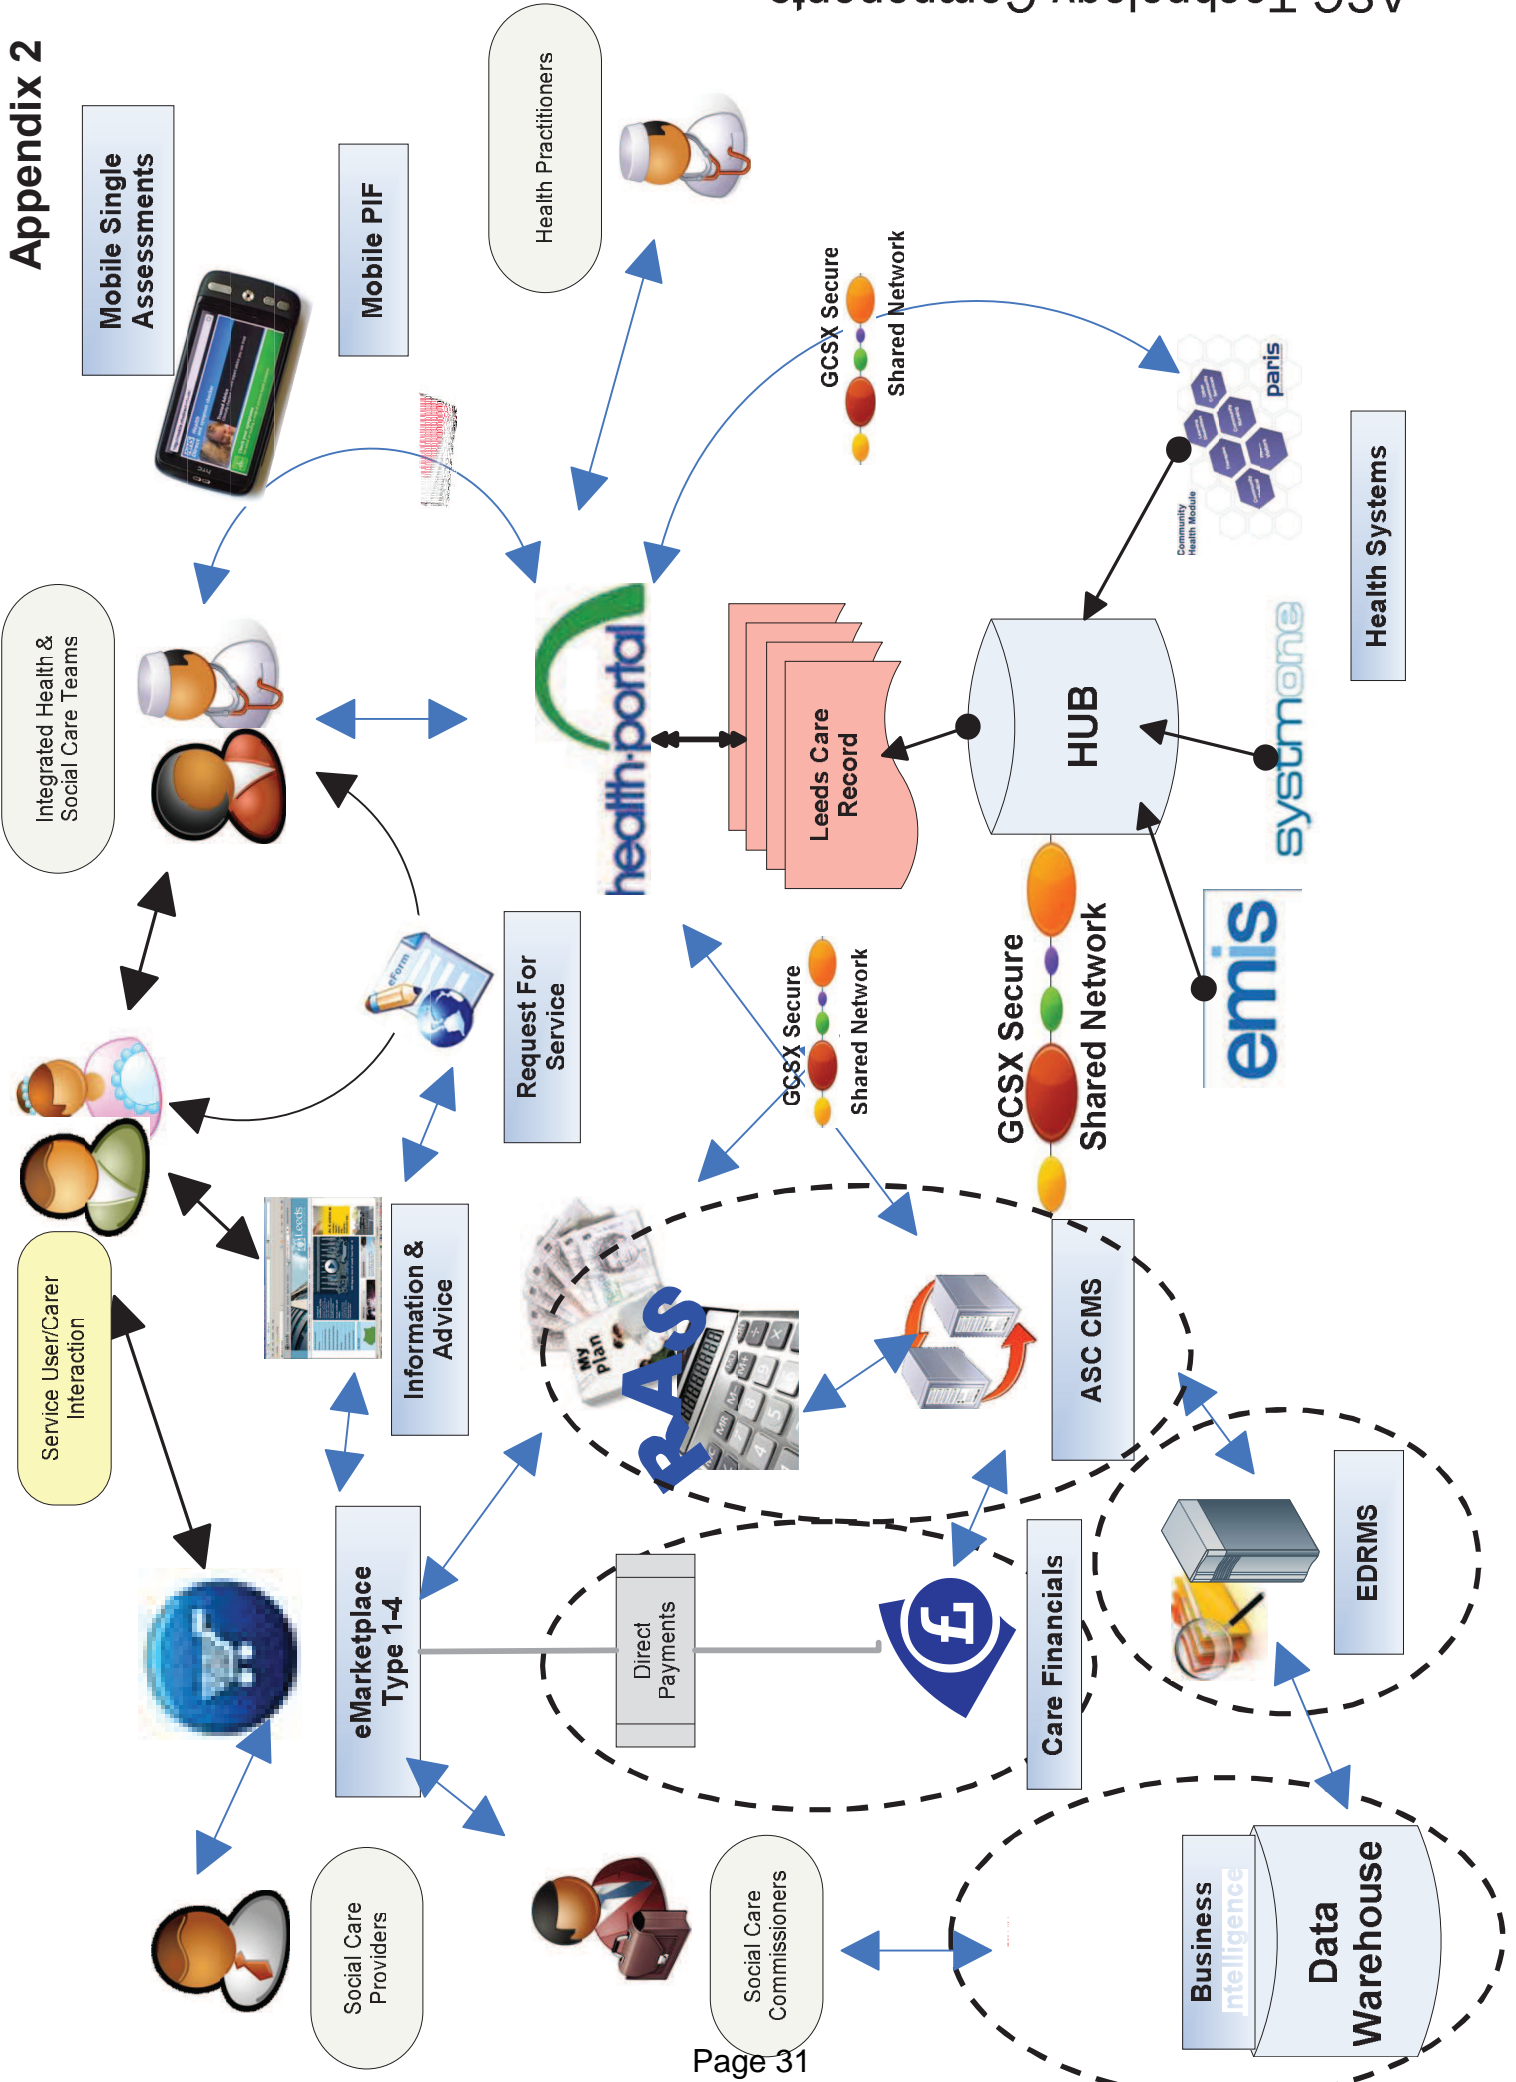 Appendix 2
Service User/Carer
Interaction
Integrated Health &
Social Care Teams
Mobile Single
Assessments
Mobile PIF
Health Practitioners
Social Care
Providers
eMarketplace
Type 1-4
Information &
Advice
Leeds
eForm
Request For
Service
health-portal
GCSX Secure
Shared Network
GCSX Secure
Shared Network
Social Care
Commissioners
Direct
Payments
My
Plan
RAS
Leeds Care
Record
Care Financials
£
ASC CMS
GCSX Secure
Shared Network
HUB
Community
Health Module
paris
emis
systmone
Health Systems
EDRMS
Business
Intelligence
Data
Warehouse
ASC Technology Components
Page 31